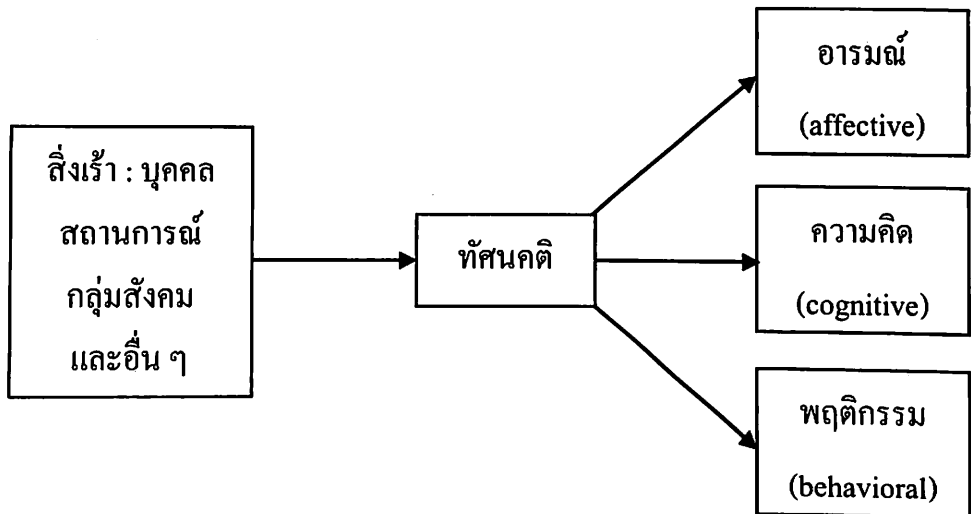 สิ่งเร้า : บุคคล
สถานการณ์
กลุ่มสังคม
และอื่น ๆ
ทัศนคติ
อารมณ์
(affective)
ความคิด
(cognitive)
พฤติกรรม
(behavioral)